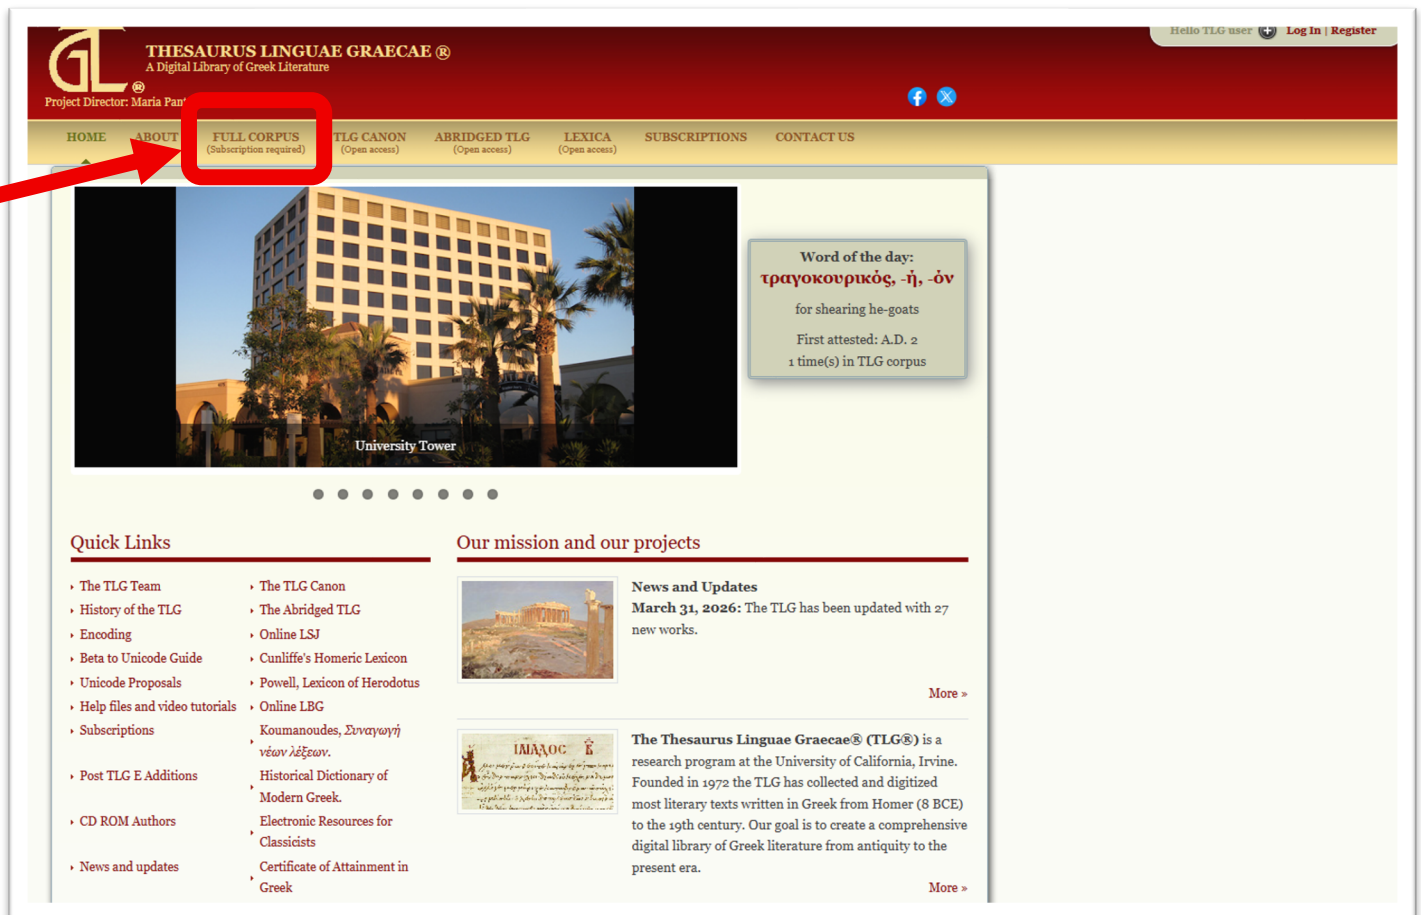 Hello TLG user Log In | Register
THESAURUS LINGUAE GRAECAE ®
A Digital Library of Greek Literature
®
Project Director: Maria
HOME ABOUT FULL CORPUS TLG CANON ABRIDGED TLG LEXICA SUBSCRIPTIONS CONTACT US
(Subscription required) (Open access) (Open access) (Open access)
University Tower
Word of the day:
τραγοκουρικός, -ή, -όν
for shearing he-goats
First attested: A.D. 2
1 time(s) in TLG corpus
Quick Links
The TLG Team
History of the TLG
Encoding
Beta to Unicode Guide
Unicode Proposals
Help files and video tutorials
Subscriptions
Post TLG E Additions
CD ROM Authors
News and updates
The TLG Canon
The Abridged TLG
Online LSJ
Cunliffe's Homeric Lexicon
Powell, Lexicon of Herodotus
Online LBG
Koumanoudes, Συναγωγὴ
νέων λέξεων.
Historical Dictionary of
Modern Greek.
Electronic Resources for
Classicists
Certificate of Attainment in
Greek
Our mission and our projects
News and Updates
March 31, 2026: The TLG has been updated with 27
new works.
More »
ΙΛΙΑΔΟC
The Thesaurus Linguae Graecae® (TLG®) is a
research program at the University of California, Irvine.
Founded in 1972 the TLG has collected and digitized
most literary texts written in Greek from Homer (8 BCE)
to the 19th century. Our goal is to create a comprehensive
digital library of Greek literature from antiquity to the
present era.
More »